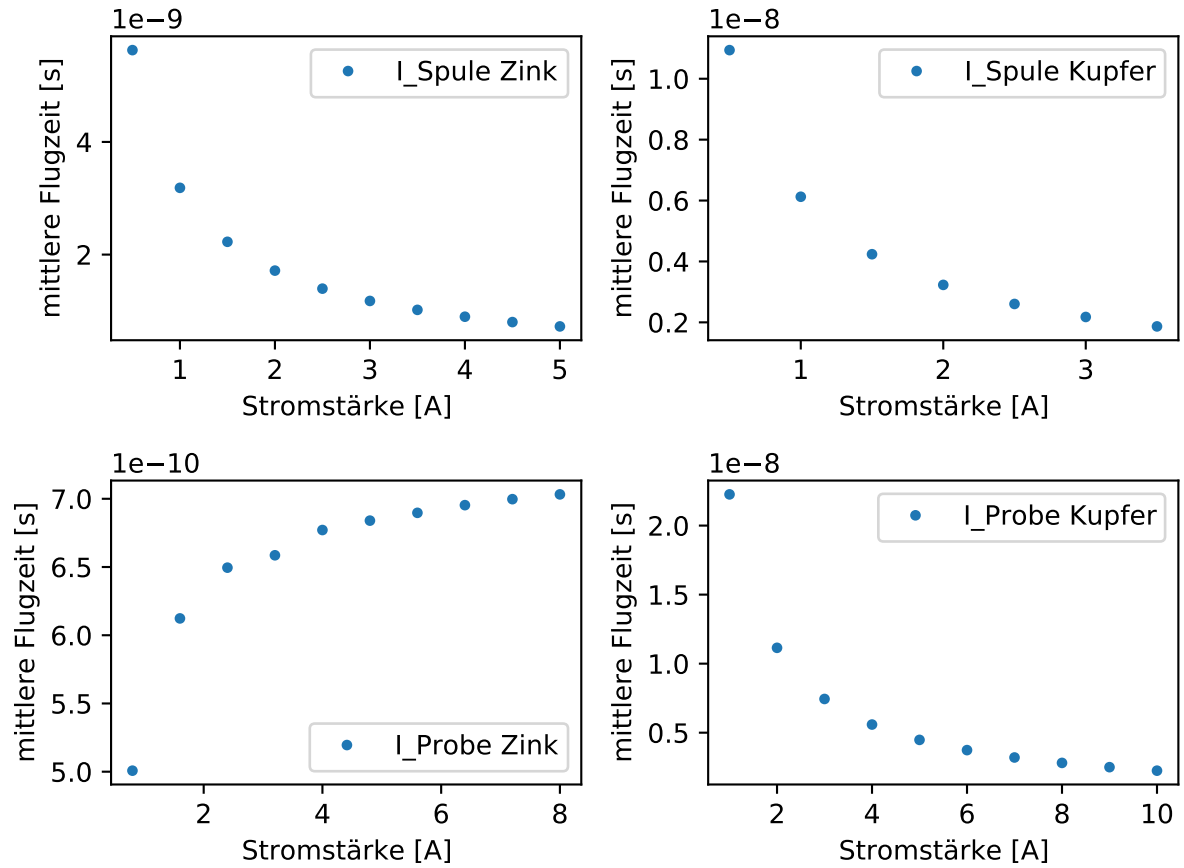 1e−9
mittlere Flugzeit [s]
4
2
I_Spule Zink
1 2 3 4 5
Stromstärke [A]
1e−8
mittlere Flugzeit [s]
1.0
0.8
0.6
0.4
0.2
I_Spule Kupfer
1 2 3
Stromstärke [A]
1e−10
mittlere Flugzeit [s]
7.0
6.5
6.0
5.5
5.0
I_Probe Zink
2 4 6 8
Stromstärke [A]
1e−8
mittlere Flugzeit [s]
2.0
1.5
1.0
0.5
I_Probe Kupfer
2 4 6 8 10
Stromstärke [A]